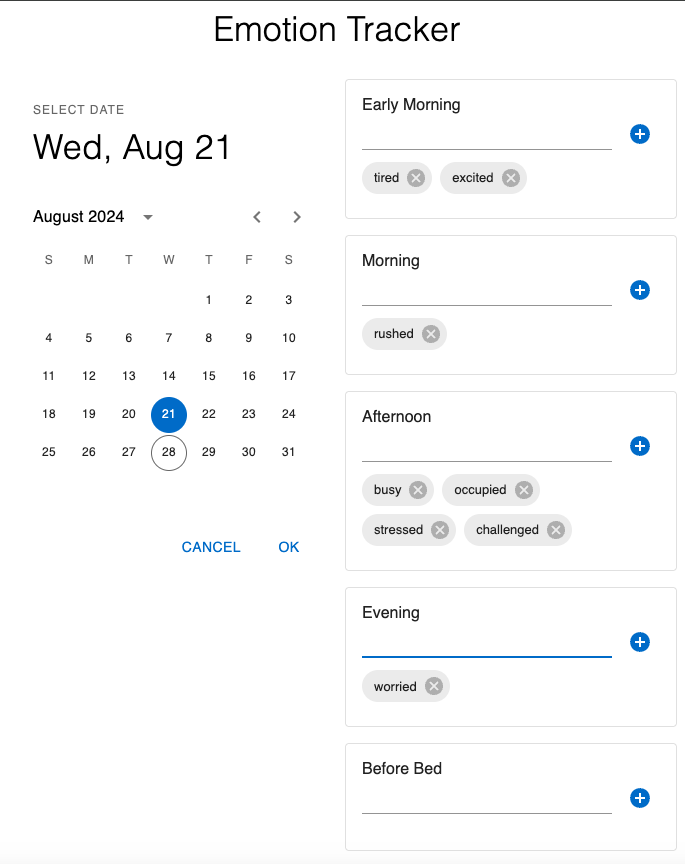 Emotion Tracker
SELECT DATE
Wed, Aug 21
August 2024
S M T W T F S
1 2 3
4 5 6 7 8 9 10
11 12 13 14 15 16 17
18 19 20 21 22 23 24
25 26 27 28 29 30 31
CANCEL OK
Early Morning
tired excited
Morning
rushed
Afternoon
busy occupied
stressed challenged
Evening
worried
Before Bed